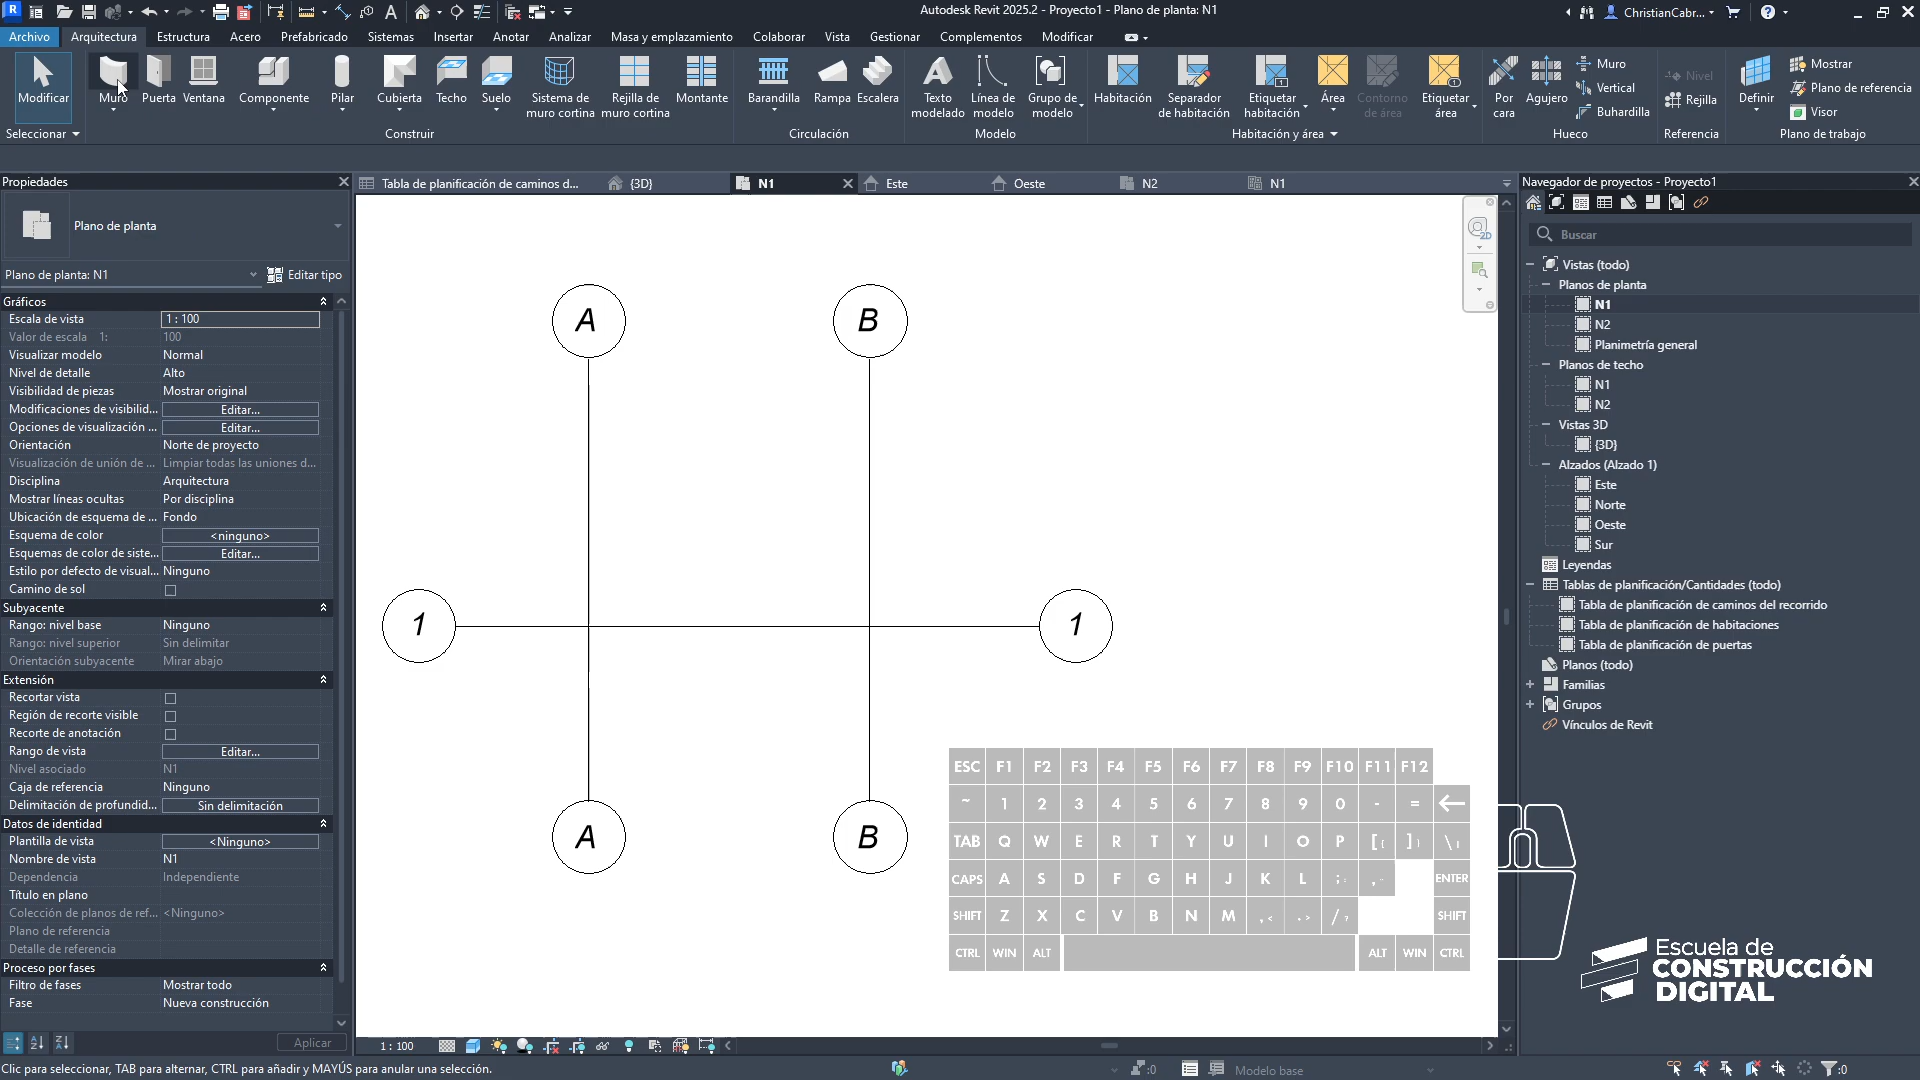 Autodesk Revit 2025.2 - Proyecto1 - Plano de planta: N1
ChristianCabr...
Archivo Arquitectura Estructura Acero Prefabricado Sistemas Insertar Anotar Analizar Masa y emplazamiento Colaborar Vista Gestionar Complementos Modificar
Modificar Muro Puerta Ventana Componente Pilar Cubierta Techo Suelo Sistema de muro cortina Rejilla de muro cortina Montante Barandilla Rampa Escalera Texto modelado Línea de modelo Grupo de modelo Habitación Separador de habitación Etiquetar habitación Área Contorno de área Etiquetar área Por cara Agujero Muro Vertical Buhardilla Nivel Rejilla Definir Mostrar Plano de referencia Visor
Seleccionar Construir Circulación Modelo Habitación y área Hueco Referencia Plano de trabajo
Propiedades
Plano de planta
Plano de planta: N1 Editar tipo
Gráficos
Escala de vista 1 : 100
Valor de escala 1: 100
Visualizar modelo Normal
Nivel de detalle Alto
Visibilidad de piezas Mostrar original
Modificaciones de visibilid... Editar...
Opciones de visualización ... Editar...
Orientación Norte de proyecto
Visualización de unión de ... Limpiar todas las uniones d...
Disciplina Arquitectura
Mostrar líneas ocultas Por disciplina
Ubicación de esquema de ... Fondo
Esquema de color <ninguno>
Esquemas de color de siste... Editar...
Estilo por defecto de visual... Ninguno
Camino de sol
Subyacente
Rango: nivel base Ninguno
Rango: nivel superior Sin delimitar
Orientación subyacente Mirar abajo
Extensión
Recortar vista
Región de recorte visible
Recorte de anotación
Rango de vista Editar...
Nivel asociado N1
Caja de referencia Ninguno
Delimitación de profundid... Sin delimitación
Datos de identidad
Plantilla de vista <Ninguno>
Nombre de vista N1
Dependencia Independiente
Título en plano
Colección de planos de ref... <Ninguno>
Plano de referencia
Detalle de referencia
Proceso por fases
Filtro de fases Mostrar todo
Fase Nueva construcción
Aplicar
Tabla de planificación de caminos d... {3D} N1 Este Oeste N2 N1
2D
A B
1 1
A B
ESC F1 F2 F3 F4 F5 F6 F7 F8 F9 F10 F11 F12
~ 1 2 3 4 5 6 7 8 9 0 - =
TAB Q W E R T Y U I O P [ ] \
CAPS A S D F G H J K L ; , ENTER
SHIFT Z X C V B N M , < . > / ? SHIFT
CTRL WIN ALT ALT WIN CTRL
Navegador de proyectos - Proyecto1
Buscar
Vistas (todo)
Planos de planta
N1
N2
Planimetría general
Planos de techo
N1
N2
Vistas 3D
{3D}
Alzados (Alzado 1)
Este
Norte
Oeste
Sur
Leyendas
Tablas de planificación/Cantidades (todo)
Tabla de planificación de caminos del recorrido
Tabla de planificación de habitaciones
Tabla de planificación de puertas
Planos (todo)
Familias
Grupos
Vínculos de Revit
Escuela de
CONSTRUCCIÓN
DIGITAL
1 : 100
Clic para seleccionar, TAB para alternar, CTRL para añadir y MAYÚS para anular una selección.
:0 Modelo base :0